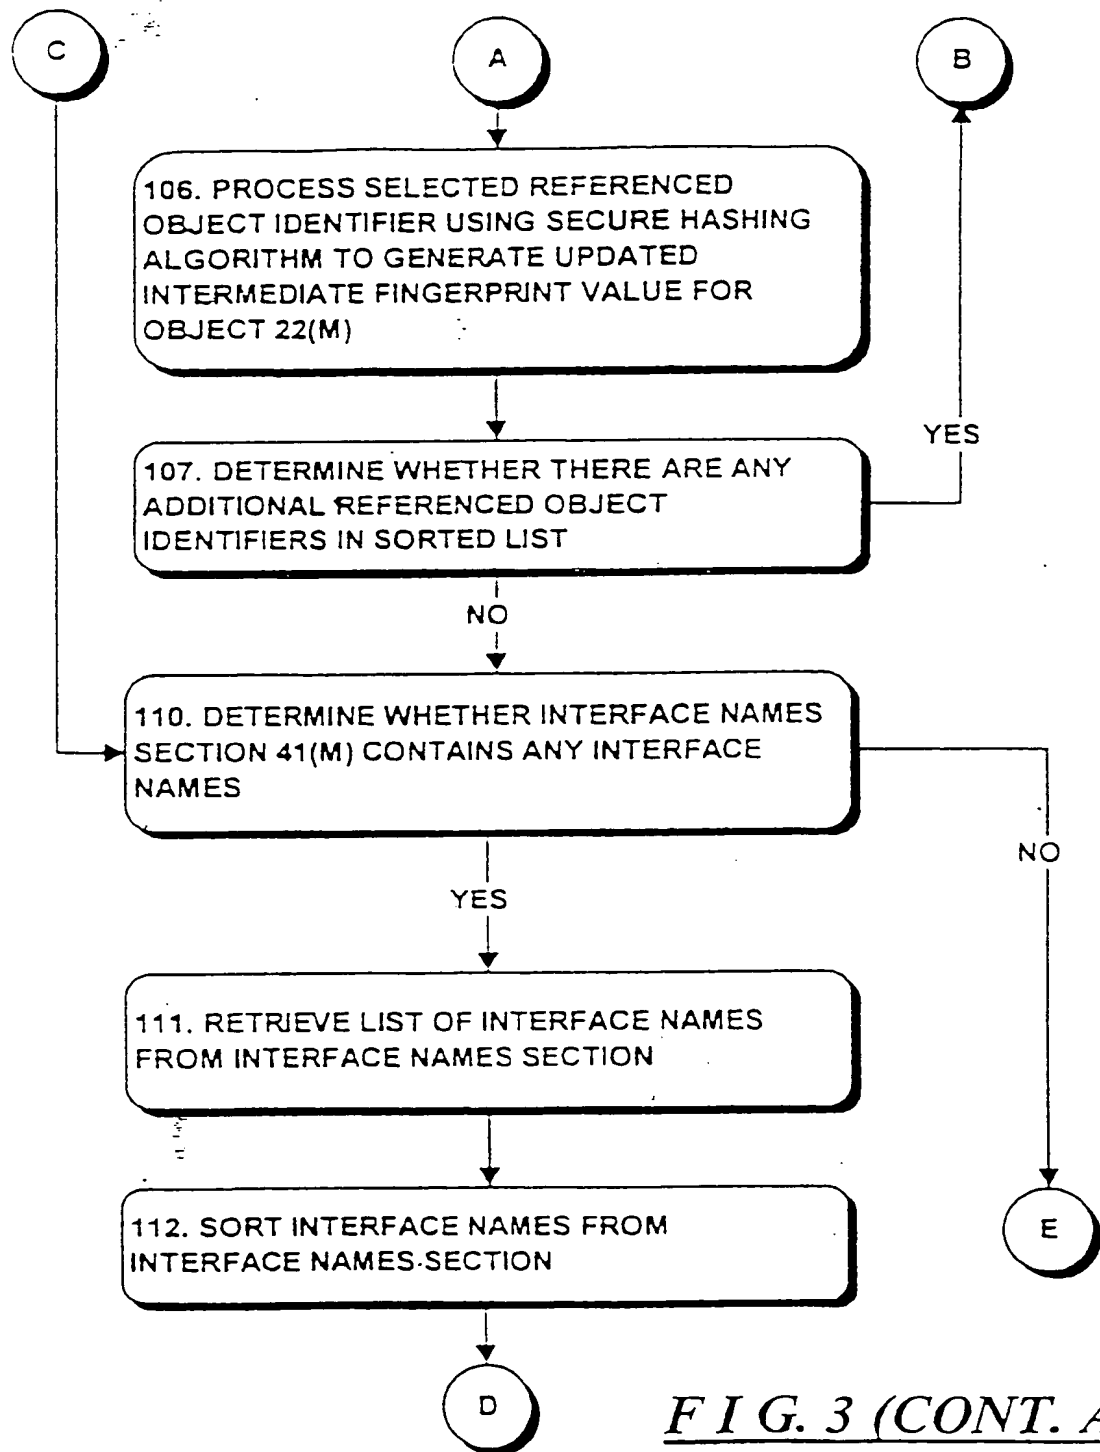 C
A
B
106. PROCESS SELECTED REFERENCED
OBJECT IDENTIFIER USING SECURE HASHING
ALGORITHM TO GENERATE UPDATED
INTERMEDIATE FINGERPRINT VALUE FOR
OBJECT 22(M)
YES
107. DETERMINE WHETHER THERE ARE ANY
ADDITIONAL REFERENCED OBJECT
IDENTIFIERS IN SORTED LIST
NO
110. DETERMINE WHETHER INTERFACE NAMES
SECTION 41(M) CONTAINS ANY INTERFACE
NAMES
NO
YES
111. RETRIEVE LIST OF INTERFACE NAMES
FROM INTERFACE NAMES SECTION
112. SORT INTERFACE NAMES FROM
INTERFACE NAMES SECTION
E
D
F I G. 3 (CONT. A